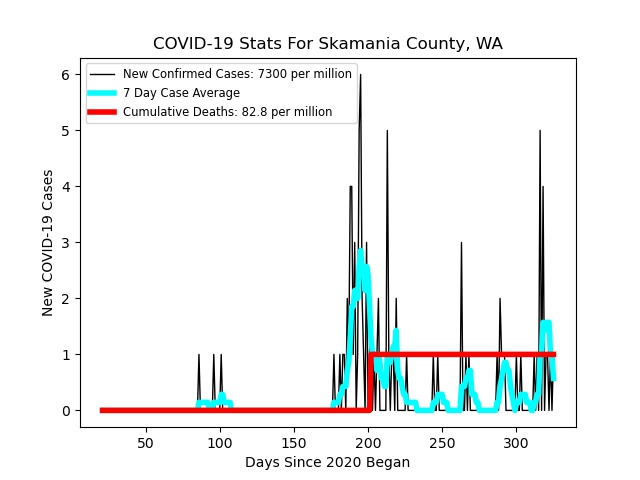 COVID-19 Stats For Skamania County, WA
New Confirmed Cases: 7300 per million
7 Day Case Average
Cumulative Deaths: 82.8 per million
New COVID-19 Cases
6
5
4
3
2
1
0
50 100 150 200 250 300
Days Since 2020 Began